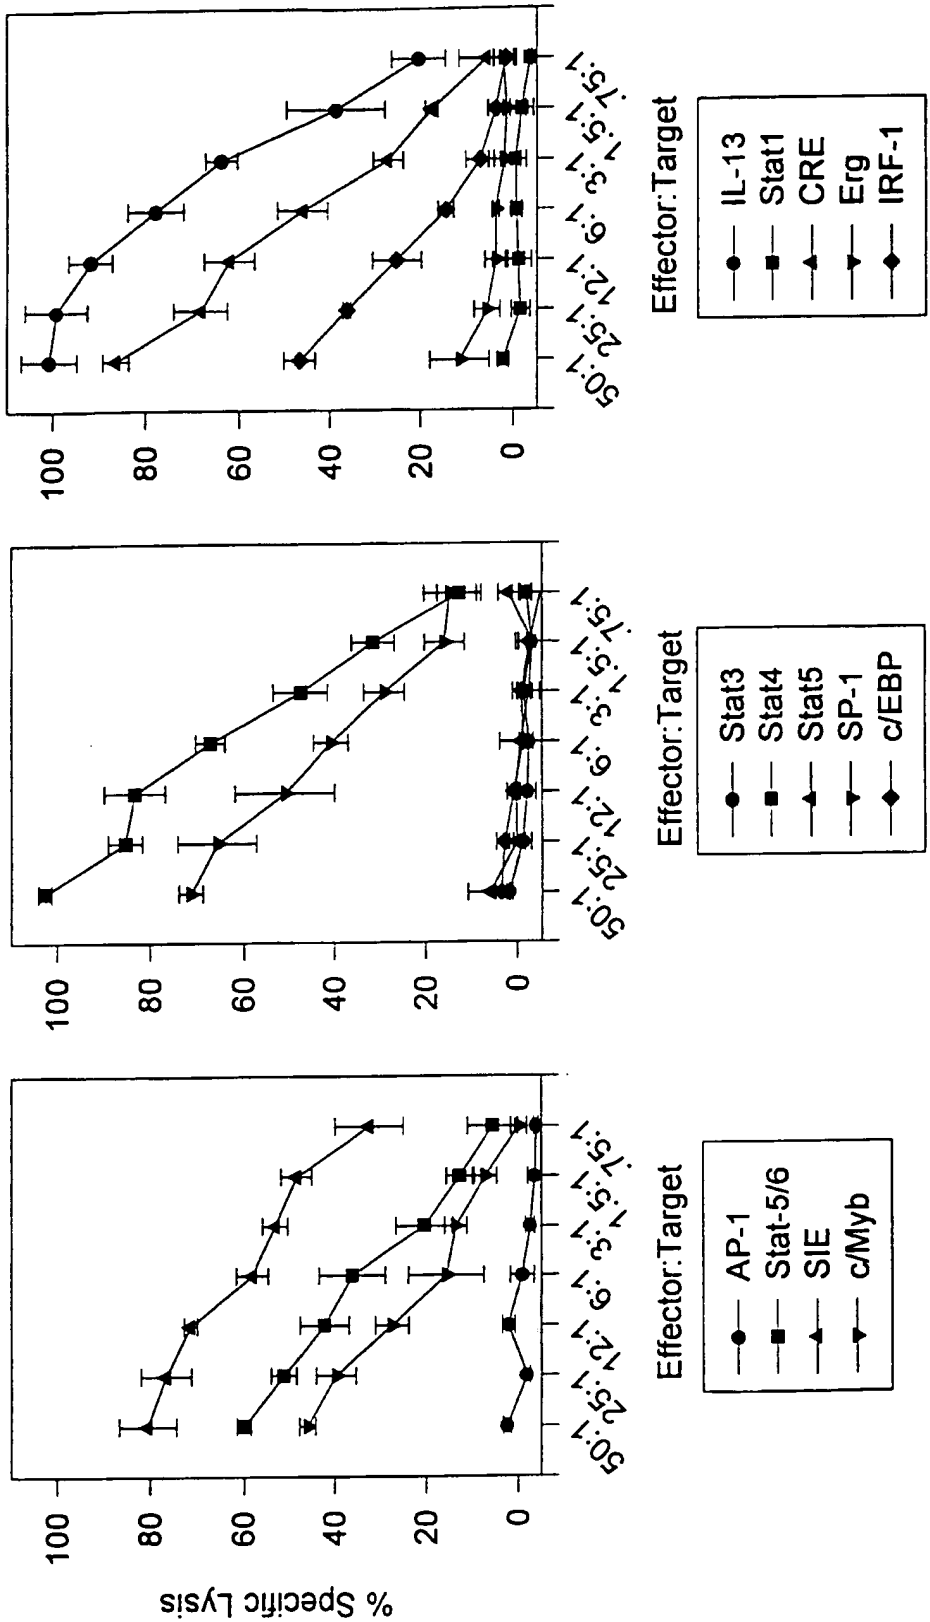 % Specific Lysis
100
80
60
40
20
0
50:1
25:1
12:1
6:1
3:1
1.5:1
.75:1
Effector:Target
AP-1
Stat-5/6
SIE
c/Myb
100
80
60
40
20
0
50:1
25:1
12:1
6:1
3:1
1.5:1
.75:1
Effector:Target
Stat3
Stat4
Stat5
SP-1
c/EBP
100
80
60
40
20
0
50:1
25:1
12:1
6:1
3:1
1.5:1
.75:1
Effector:Target
IL-13
Stat1
CRE
Erg
IRF-1